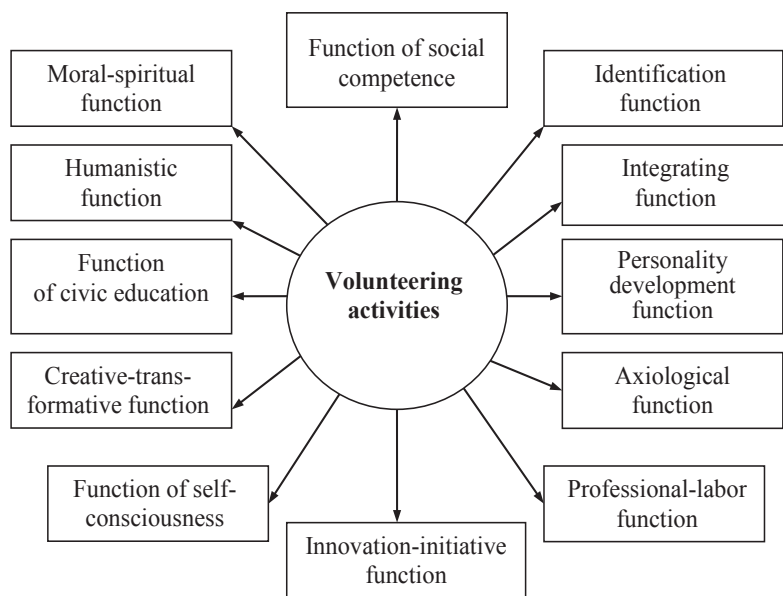 Function of social
competence
Moral-spiritual
function
Identification
function
Humanistic
function
Integrating
function
Function
of civic education
Volunteering
activities
Personality
development
function
Creative-trans-
formative function
Axiological
function
Function of self-
consciousness
Professional-labor
function
Innovation-initiative
function